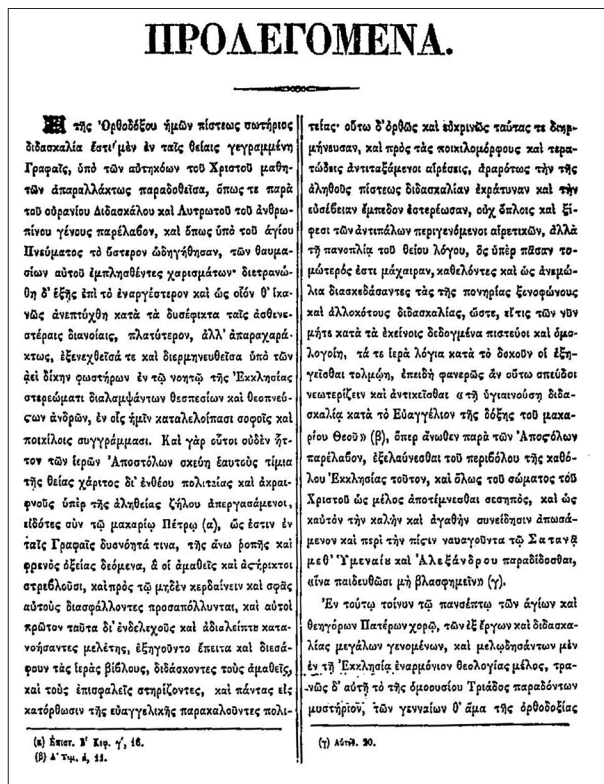 ΠΡΟΛΕΓΟΜΕΝΑ.
Ἡ τῆς Ὀρθοδόξου ἡμῶν πίστεως σωτήριος
διδασκαλία ἐστὶ μὲν ἐν ταῖς θείαις γεγραμμένη
Γραφαῖς, ὑπὸ τῶν αὐτηκόων τοῦ Χριστοῦ μαθη-
τῶν ἀπαραλλάκτως παραδοθεῖσα, ὅπως τε παρὰ
τοῦ οὐρανίου Διδασκάλου καὶ Λυτρωτοῦ τοῦ ἀνθρω-
πίνου γένους παρέλαβον, καὶ ὅπως ὑπὸ τοῦ ἁγίου
Πνεύματος τὸ ὕστερον ὡδηγήθησαν, τῶν θαυμα-
σίων αὐτοῦ ἐμπλησθέντες χαρισμάτων· διετρανώ-
θη δ' ἑξῆς ἐπὶ τὸ ἐναργέστερον καὶ ὡς οἷόν θ' ἱκα-
νῶς ἀνεπτύχθη κατὰ τὰ δυσέφικτα ταῖς ἀσθενε-
στέραις διανοίαις, πλατύτερον, ἀλλ' ἀπαραχαρά-
κτως, ἐξενεχθεῖσά τε καὶ διερμηνευθεῖσα ὑπὸ τῶν
ἀεὶ δίκην φωστήρων ἐν τῷ νοητῷ τῆς Ἐκκλησίας
στερεώματι διαλαμψάντων θεσπεσίων καὶ θεοπνεύ-
ϛων ἀνδρῶν, ἐν οἷς ἡμῖν καταλελοίπασι σοφοῖς καὶ
ποικίλοις συγγράμμασι. Καὶ γὰρ οὗτοι οὐδὲν ἧτ-
τον τῶν ἱερῶν Ἀποστόλων σκεύη ἑαυτοὺς τίμια
τῆς θείας χάριτος δι' ἐνθέου πολιτείας καὶ ἀκραι-
φνοῦς ὑπὲρ τῆς ἀληθείας ζήλου ἀπεργασάμενοι,
εἰδότες σὺν τῷ μακαρίῳ Πέτρῳ (α), ὥς ἐστιν ἐν
ταῖς Γραφαῖς δυσνόητά τινα, τῆς ἄνω ῥοπῆς καὶ
φρενὸς ὀξείας δεόμενα, ἃ οἱ ἀμαθεῖς καὶ ἀϛήρικτοι
στρεβλοῦσι, καὶ πρὸς τῷ μηδὲν κερδαίνειν καὶ σφᾶς
αὐτοὺς διασφάλλοντες προσαπόλλυνται, καὶ αὐτοὶ
πρῶτον ταῦτα δι' ἐνδελεχοῦς καὶ ἀδιαλείπτε κατα-
νοήσαντες μελέτης, ἐξηγοῦντο ἔπειτα καὶ διεσά-
φουν τὰς ἱερὰς βίβλους, διδάσκοντες τοὺς ἀμαθεῖς,
καὶ τοὺς ἐπισφαλεῖς στηρίζοντες, καὶ πάντας εἰς
κατόρθωσιν τῆς εὐαγγελικῆς παρακαλοῦντες πολι-
(α) Ἐπιστ. Β' Κεφ. γ', 16.
(β) Α' Τιμ. ά, 11.
τείας· οὕτω δ' ὀρθῶς καὶ εὐκρινῶς ταύτας τε διηρ-
μήνευσαν, καὶ πρὸς τὰς ποικιλομόρφους καὶ τερα-
τώδεις ἀντιταξάμενοι αἱρέσεις, ἀραρότως τὴν τῆς
ἀληθοῦς πίστεως διδασκαλίαν ἐκράτυναν καὶ τὴν
εὐσέβειαν ἔμπεδον ἐστερέωσαν, οὐχ ὅπλοις καὶ ξί-
φεσι τῶν ἀντιπάλων περιγενόμενοι αἱρετικῶν, ἀλλὰ
τῇ πανοπλίᾳ τοῦ θείου λόγου, ὃς ὑπὲρ πᾶσαν το-
μώτερός ἐστι μάχαιραν, καθελόντες καὶ ὡς ἀνεμώ-
λια διασκεδάσαντες τὰς τῆς πονηρίας ξενοφώνους
καὶ ἀλλοκότους διδασκαλίας, ὥστε, εἴ τις τῶν νῦν
μήτε κατὰ τὰ ἐκείνοις δεδογμένα πιστεύοι καὶ ὁμο-
λογοίη, τά τε ἱερὰ λόγια κατὰ τὸ δοκοῦν οἱ ἐξη-
γεῖσθαι τολμῴη, ἐπειδὴ φανερῶς ἂν οὕτω σπεύδοι
νεωτερίζειν καὶ ἀντικεῖσθαι «τῇ ὑγιαινούσῃ διδα-
σκαλίᾳ κατὰ τὸ Εὐαγγέλιον τῆς δόξης τοῦ μακα-
ρίου Θεοῦ» (β), ὅπερ ἄνωθεν παρὰ τῶν Ἀποϛόλων
παρέλαβον, ἐξελαύνεσθαι τοῦ περιβόλου τῆς καθό-
λου Ἐκκλησίας τοῦτον, καὶ ὅλως τοῦ σώματος τοῦ
Χριστοῦ ὡς μέλος ἀποτέμνεσθαι σεσηπὸς, καὶ ὡς
καὐτὸν τὴν καλὴν καὶ ἀγαθὴν συνείδησιν ἀπωσά-
μενον καὶ περὶ τὴν πίϛιν ναυαγοῦντα τῷ Σατανᾷ
μεθ' Ὑμεναίȣ καὶ Ἀλεξάνδρου παραδίδοσθαι,
«ἵνα παιδευθῶσι μὴ βλασφημεῖν» (γ).
Ἐν τούτῳ τοίνυν τῷ πανσέπτῳ τῶν ἁγίων καὶ
θεηγόρων Πατέρων χορῷ, τῶν ἐξ ἔργων καὶ διδασκα-
λίας μεγάλων γενομένων, καὶ μελῳδησάντων μὲν
ἐν τῇ Ἐκκλησίᾳ ἐναρμόνιον θεολογίας μέλος, τρα-
νῶς δ' αὐτῇ τὸ τῆς ὁμοουσίου Τριάδος παραδόντων
μυστήριον, τῶν γενναίων θ' ἅμα τῆς ὀρθοδοξίας
(γ) Αὐτόθ. 20.